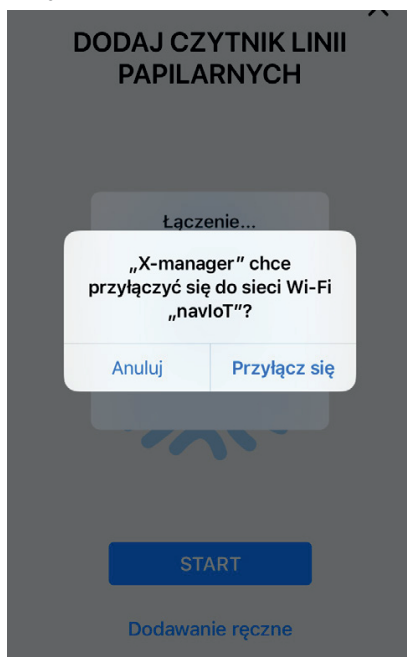 DODAJ CZYTNIK LINII
PAPILARNYCH
Łączenie...
„X-manager” chce
przyłączyć się do sieci Wi-Fi
„navIoT”?
Anuluj
Przyłącz się
START
Dodawanie ręczne